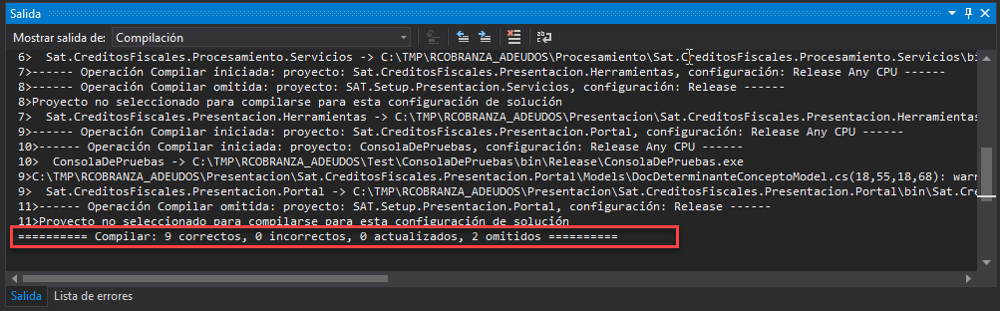 Salida
Mostrar salida de: Compilación
6>  Sat.CreditosFiscales.Procesamiento.Servicios -> C:\TMP\RCOBRANZA_ADEUDOS\Procesamiento\Sat.CreditosFiscales.Procesamiento.Servicios\bi
7>------ Operación Compilar iniciada: proyecto: Sat.CreditosFiscales.Presentacion.Herramientas, configuración: Release Any CPU ------
8>------ Operación Compilar omitida: proyecto: SAT.Setup.Presentacion.Servicios, configuración: Release ------
8>Proyecto no seleccionado para compilarse para esta configuración de solución
7>  Sat.CreditosFiscales.Presentacion.Herramientas -> C:\TMP\RCOBRANZA_ADEUDOS\Presentacion\Sat.CreditosFiscales.Presentacion.Herramientas
9>------ Operación Compilar iniciada: proyecto: Sat.CreditosFiscales.Presentacion.Portal, configuración: Release Any CPU ------
10>------ Operación Compilar iniciada: proyecto: ConsolaDePruebas, configuración: Release Any CPU ------
10>  ConsolaDePruebas -> C:\TMP\RCOBRANZA_ADEUDOS\Test\ConsolaDePruebas\bin\Release\ConsolaDePruebas.exe
9>C:\TMP\RCOBRANZA_ADEUDOS\Presentacion\Sat.CreditosFiscales.Presentacion.Portal\Models\DocDeterminanteConceptoModel.cs(18,55,18,68): warn
9>  Sat.CreditosFiscales.Presentacion.Portal -> C:\TMP\RCOBRANZA_ADEUDOS\Presentacion\Sat.CreditosFiscales.Presentacion.Portal\bin\Sat.Cre
11>------ Operación Compilar omitida: proyecto: SAT.Setup.Presentacion.Portal, configuración: Release ------
11>Proyecto no seleccionado para compilarse para esta configuración de solución
========== Compilar: 9 correctos, 0 incorrectos, 0 actualizados, 2 omitidos ==========
Salida Lista de errores